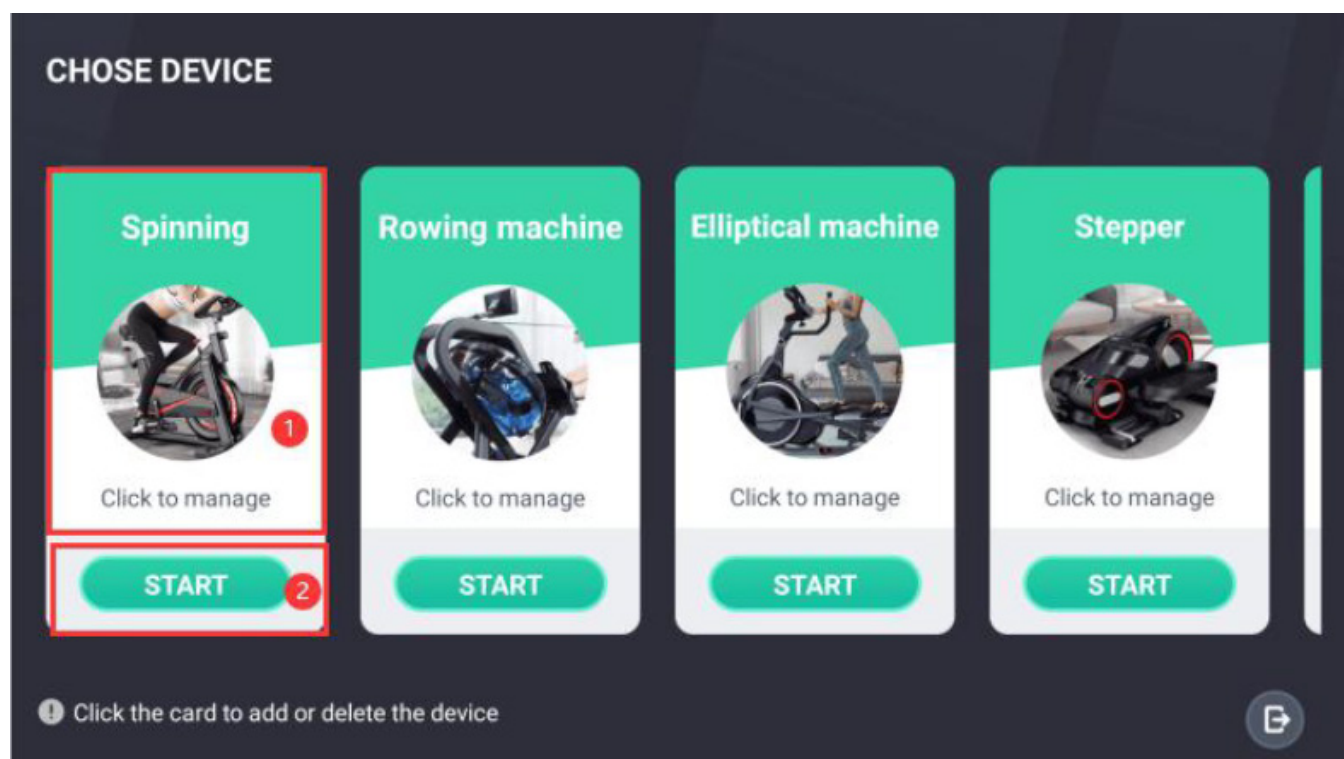 CHOSE DEVICE
Spinning
Rowing machine
Elliptical machine
Stepper
1
Click to manage
Click to manage
Click to manage
Click to manage
START
2
START
START
START
Click the card to add or delete the device